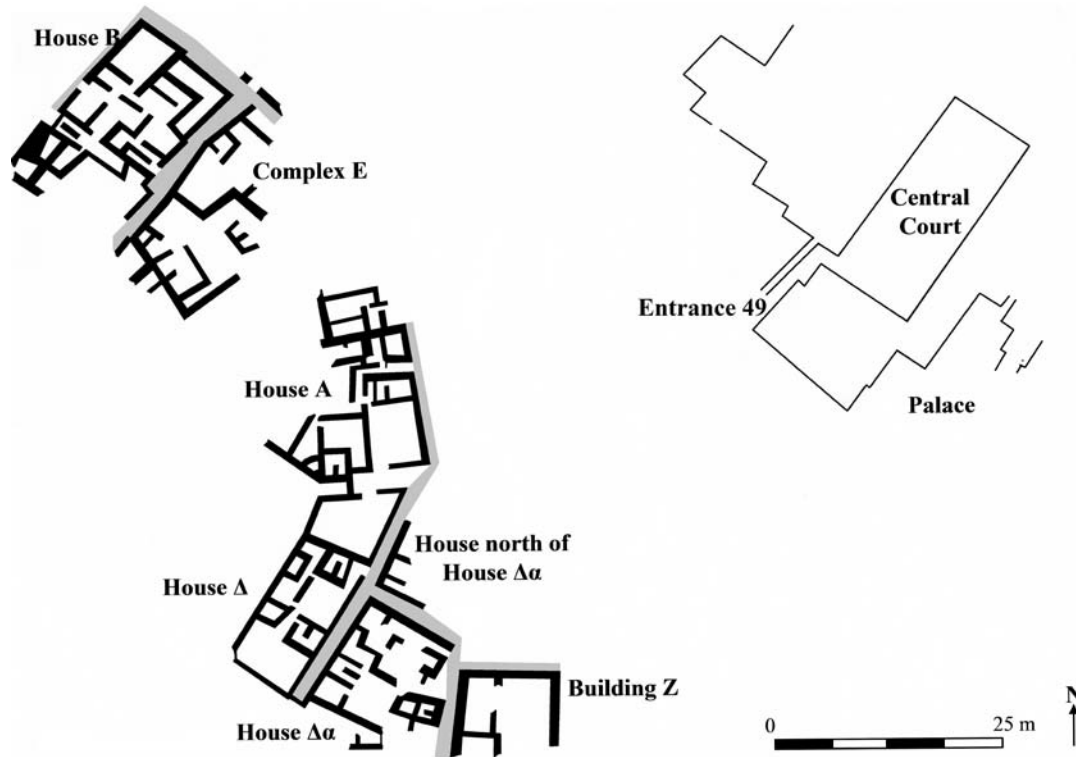 House B
Complex E
Central
Court
Entrance 49
House A
Palace
House north of
House Δα
House Δ
Building Z
House Δα
N
0
25 m